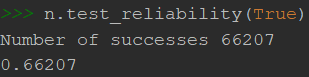 >>> n.test_reliability(True)
Number of successes 66207
0.66207